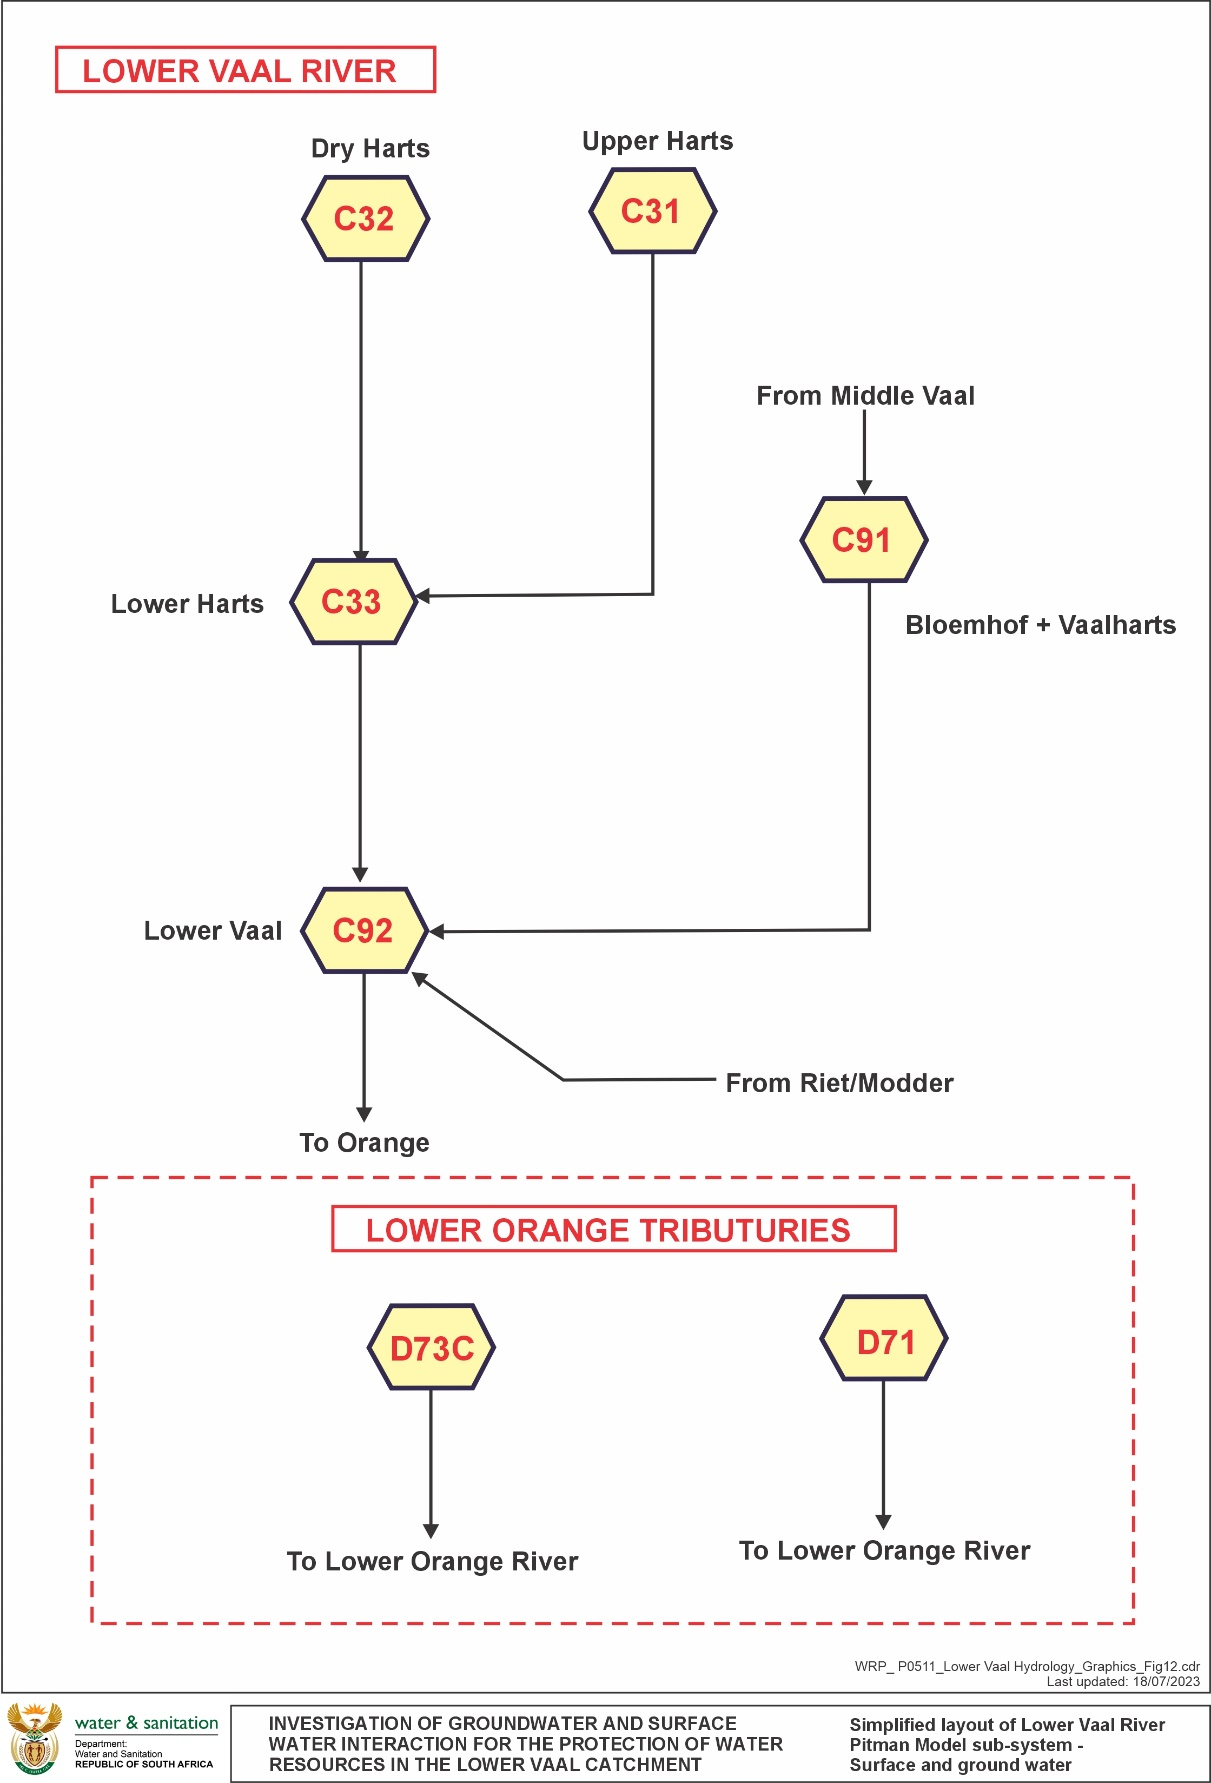 LOWER VAAL RIVER
Dry Harts
Upper Harts
C32
C31
From Middle Vaal
C91
C33
Lower Harts
Bloemhof + Vaalharts
Lower Vaal
C92
From Riet/Modder
To Orange
LOWER ORANGE TRIBUTURIES
D73C
D71
To Lower Orange River
To Lower Orange River
WRP_ P0511_Lower Vaal Hydrology_Graphics_Fig12.cdr
Last updated: 18/07/2023
water & sanitation
Department:
Water and Sanitation
REPUBLIC OF SOUTH AFRICA
INVESTIGATION OF GROUNDWATER AND SURFACE
WATER INTERACTION FOR THE PROTECTION OF WATER
RESOURCES IN THE LOWER VAAL CATCHMENT
Simplified layout of Lower Vaal River
Pitman Model sub-system -
Surface and ground water